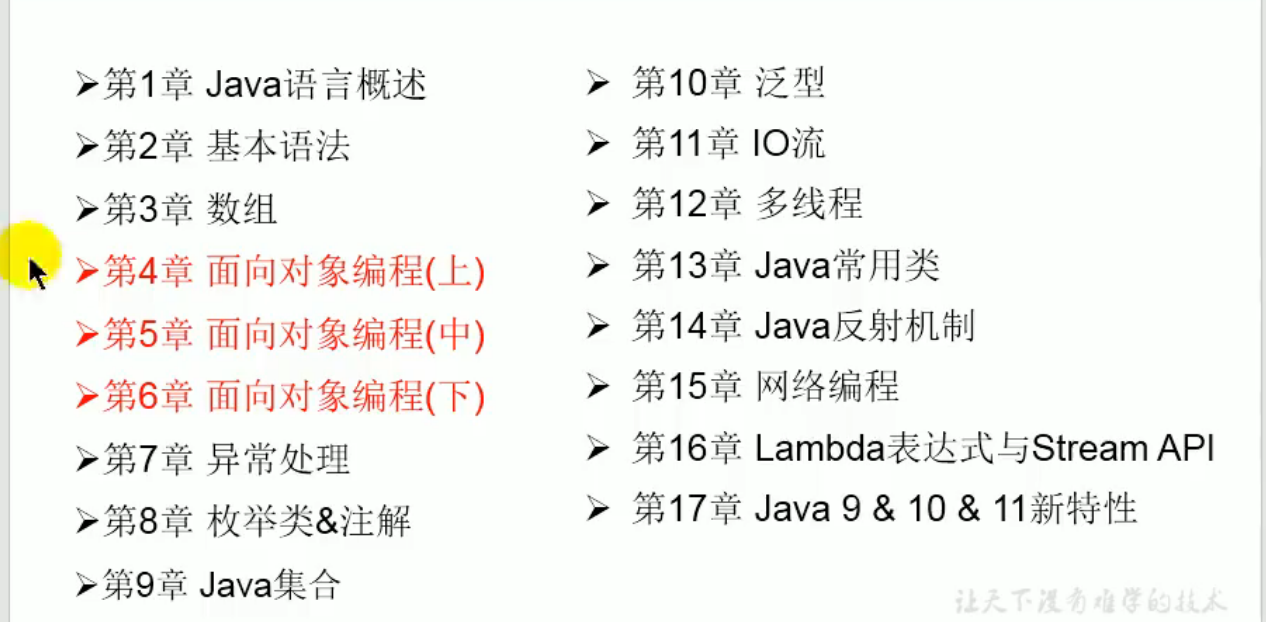 第1章 Java语言概述
第2章 基本语法
第3章 数组
第4章 面向对象编程(上)
第5章 面向对象编程(中)
第6章 面向对象编程(下)
第7章 异常处理
第8章 枚举类&注解
第9章 Java集合
第10章 泛型
第11章 IO流
第12章 多线程
第13章 Java常用类
第14章 Java反射机制
第15章 网络编程
第16章 Lambda表达式与Stream API
第17章 Java 9 & 10 & 11新特性
让天下没有难学的技术